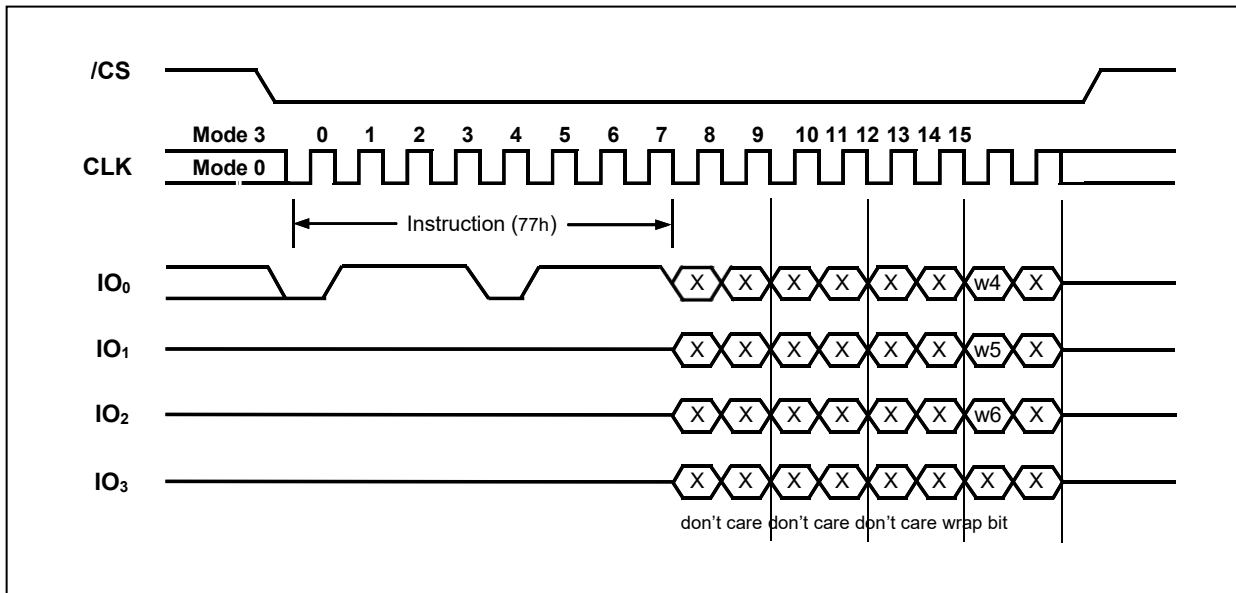 /CS
Mode 3 0 1 2 3 4 5 6 7 8 9 10 11 12 13 14 15
CLK Mode 0
Instruction (77h)
IO0 X X X X X X w4 X
IO1 X X X X X X w5 X
IO2 X X X X X X w6 X
IO3 X X X X X X X X
don't care don't care don't care wrap bit